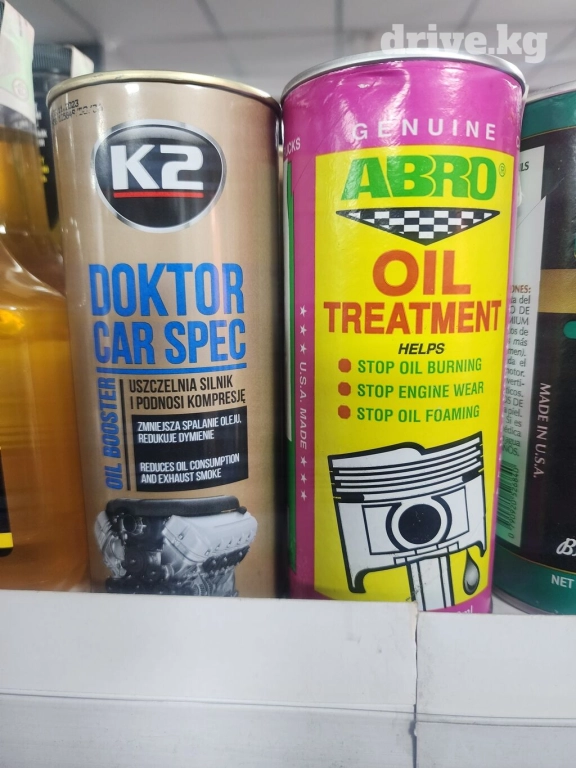 drive.kg
K2
DOKTOR
CAR SPEC
OIL BOOSTER
USZCZELNIA SILNIK
I PODNOSI KOMPRESJĘ
ZMNIEJSZA SPALANIE OLEJU,
REDUKUJE DYMIENIE
REDUCES OIL CONSUMPTION
AND EXHAUST SMOKE
GENUINE
ABRO®
OIL
TREATMENT
HELPS
STOP OIL BURNING
STOP ENGINE WEAR
STOP OIL FOAMING
★ ★ ★ U.S.A. MADE ★ ★ ★
MADE IN U.S.A.
NET